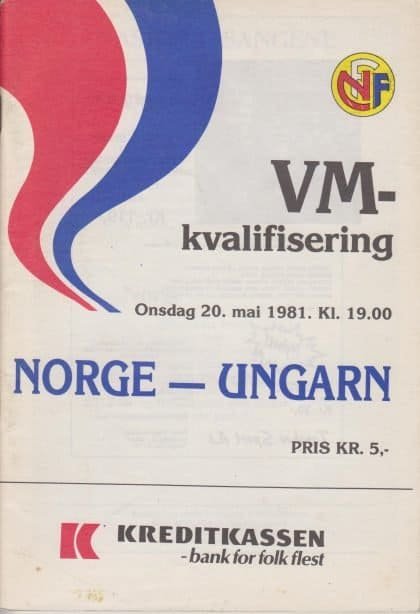 NFF
VM-
kvalifisering
Onsdag 20. mai 1981. Kl. 19.00
NORGE — UNGARN
PRIS KR. 5,-
K KREDITKASSEN
- bank for folk flest